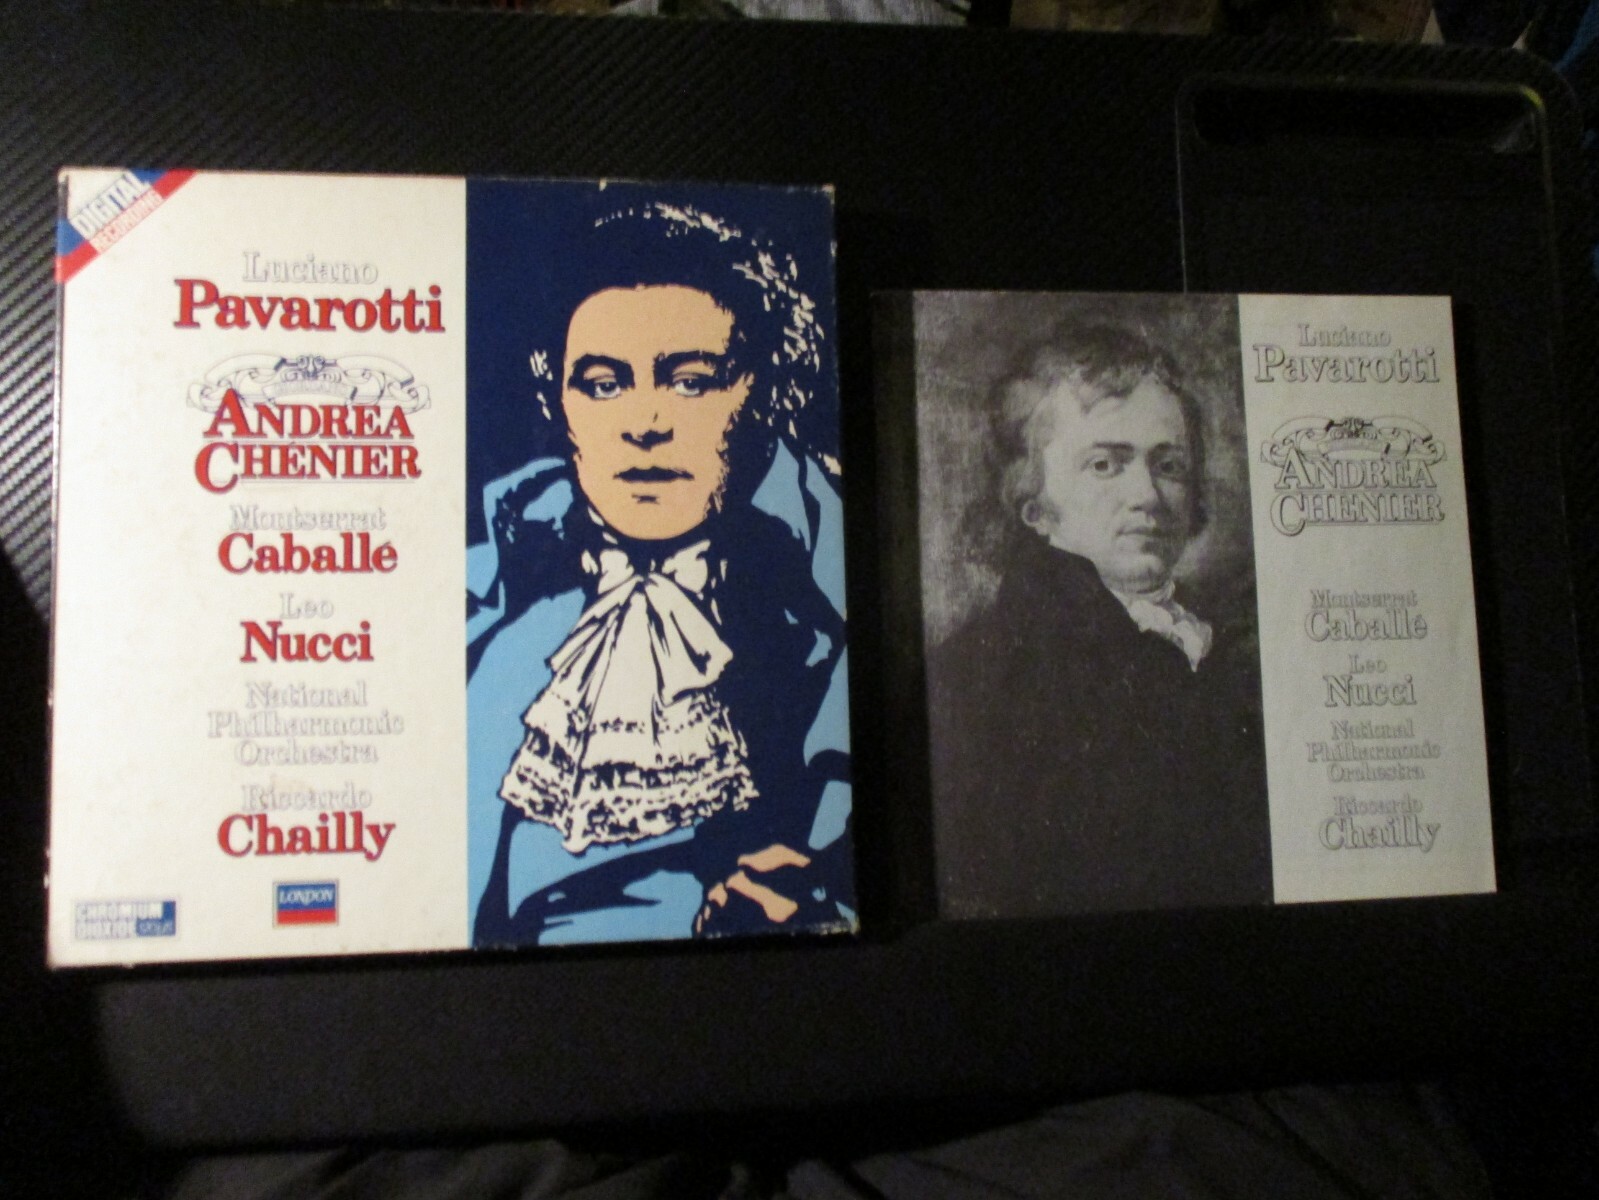 DIGITAL
RECORDING
Luciano
Pavarotti
ANDREA
CHÉNIER
Montserrat
Caballé
Leo
Nucci
National
Philharmonic
Orchestra
Riccardo
Chailly
CHROMIUM
DIOXIDE
LONDON
Luciano
Pavarotti
ANDREA
CHÉNIER
Montserrat
Caballé
Leo
Nucci
National
Philharmonic
Orchestra
Riccardo
Chailly